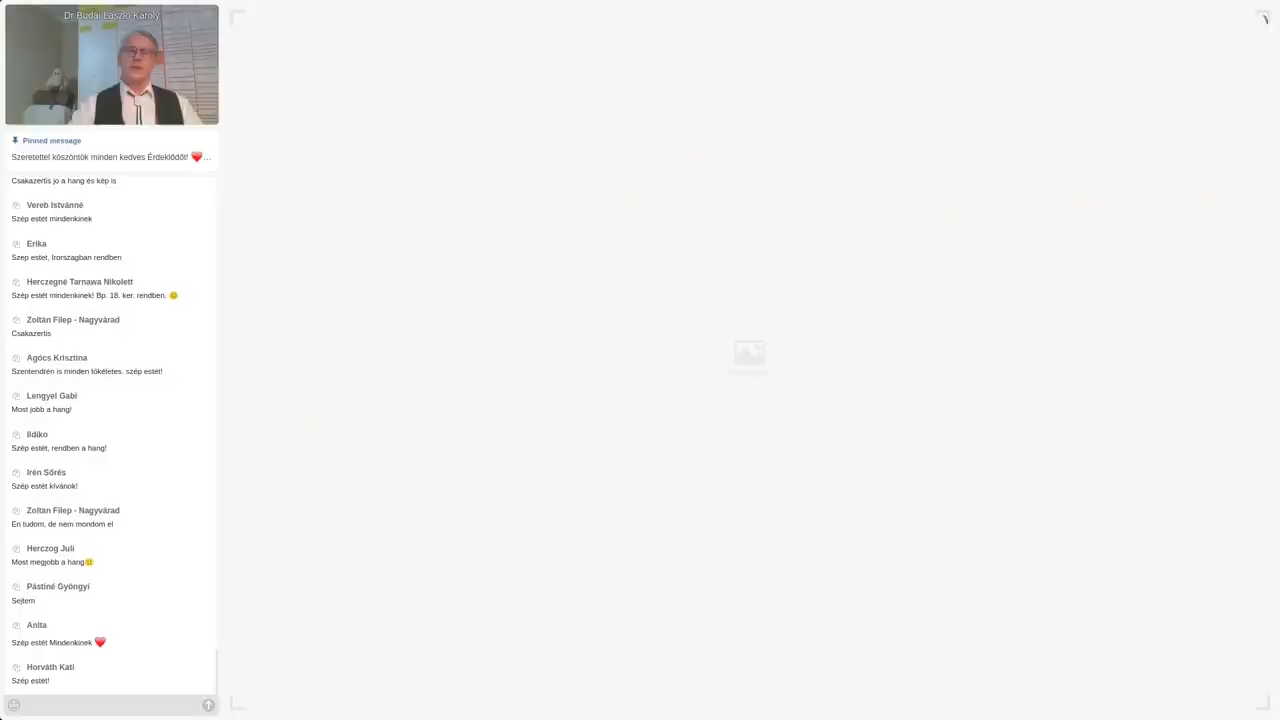 Dr Budai László Károly
Pinned message
Szeretettel köszöntök minden kedves Érdeklődőt! ❤️...
Csakazertis jo a hang és kép is
Vereb Istvánné
Szép estét mindenkinek
Erika
Szep estet, Irorszagban rendben
Herczegné Tarnawa Nikolett
Szép estét mindenkinek! Bp. 18. ker. rendben. 😊
Zoltán Filep - Nagyvárad
Csakazertis
Agócs Krisztina
Szentendrén is minden tökéletes. szép estét!
Lengyel Gabi
Most jobb a hang!
Ildiko
Szép estét, rendben a hang!
Irén Sőrés
Szép estét kívánok!
Zoltán Filep - Nagyvárad
En tudom, de nem mondom el
Herczog Juli
Most megjobb a hang🙂
Pástiné Gyöngyi
Sejtem
Anita
Szép estét Mindenkinek ❤️
Horváth Kati
Szép estét!